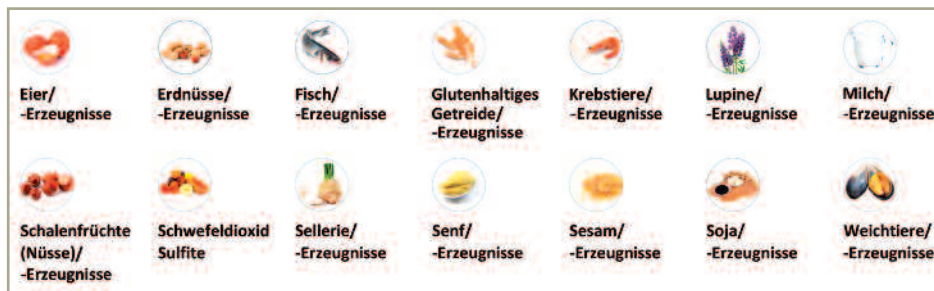 Eier/
-Erzeugnisse
Erdnüsse/
-Erzeugnisse
Fisch/
-Erzeugnisse
Glutenhaltiges
Getreide/
-Erzeugnisse
Krebstiere/
-Erzeugnisse
Lupine/
-Erzeugnisse
Milch/
-Erzeugnisse
Schalenfrüchte
(Nüsse)/
-Erzeugnisse
Schwefeldioxid
Sulfite
Sellerie/
-Erzeugnisse
Senf/
-Erzeugnisse
Sesam/
-Erzeugnisse
Soja/
-Erzeugnisse
Weichtiere/
-Erzeugnisse